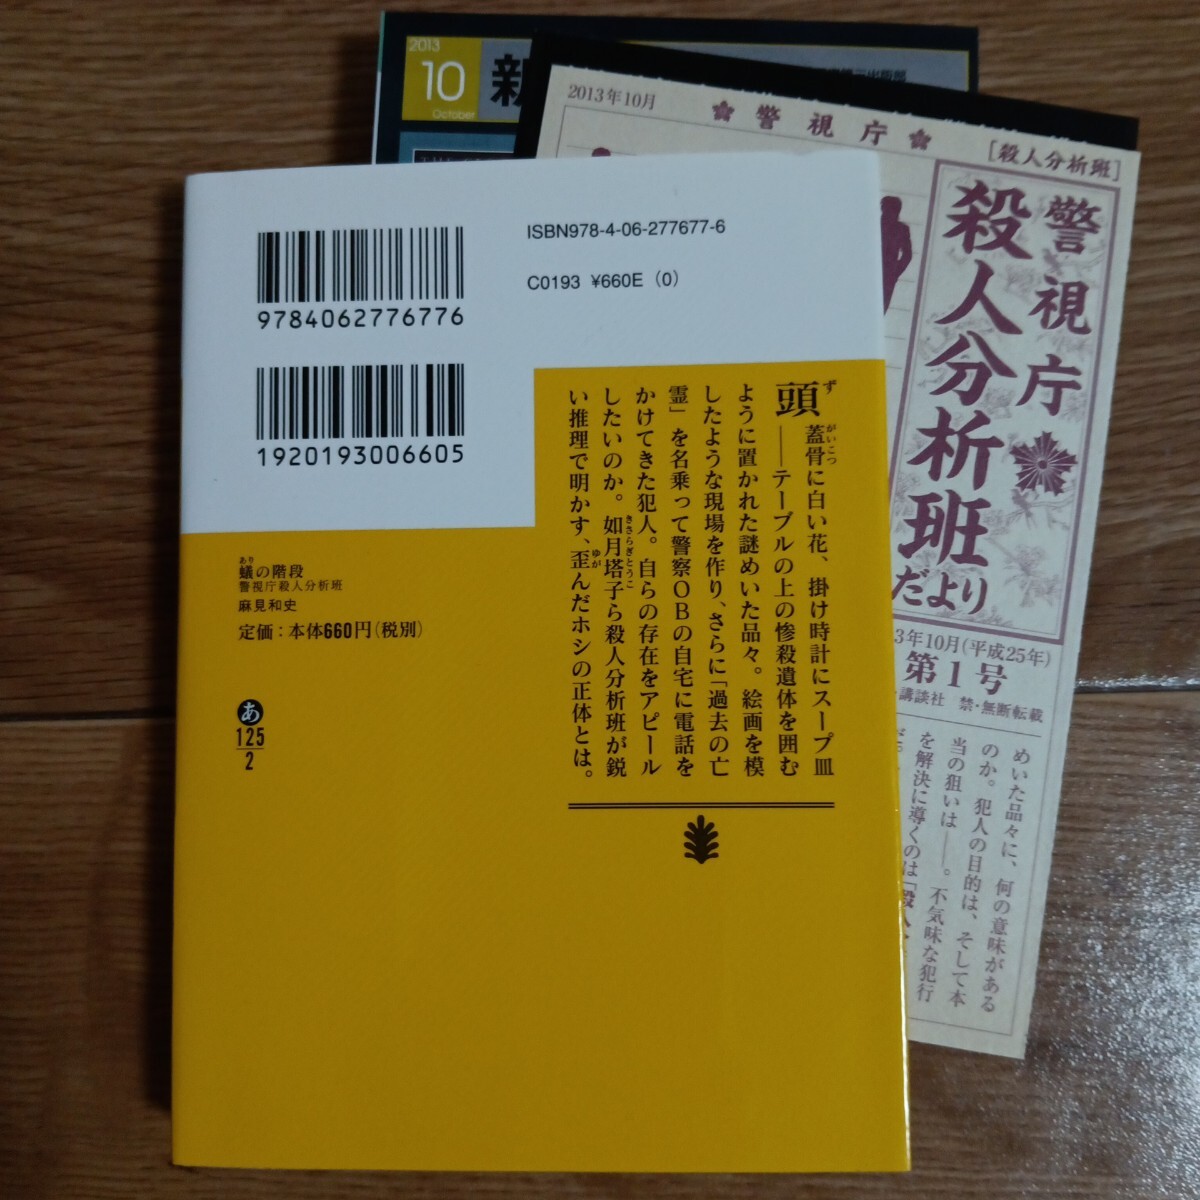 2013
10
October
新
2013年10月
警視庁
[殺人分析班]
警視庁
殺人分析班
だより
3年10月(平成25年)
第1号
講談社 禁・無断転載
めいた品々に、何の意味がある
のか。犯人の目的は、そして本
当の狙いは――。不気味な犯行
を解決に導くのは「殺人
ISBN978-4-06-277677-6
C0193 ¥660E (0)
9784062776776
1920193006605
頭蓋骨に白い花、掛け時計にスープ皿
――テーブルの上の惨殺遺体を囲む
ように置かれた謎めいた品々。絵画を模
したような現場を作り、さらに「過去の亡
霊」を名乗って警察OBの自宅に電話を
かけてきた犯人。自らの存在をアピール
したいのか。如月塔子ら殺人分析班が鋭
い推理で明かす、歪んだホシの正体とは。
蟻の階段
警視庁殺人分析班
麻見和史
定価:本体660円(税別)
あ
125
2